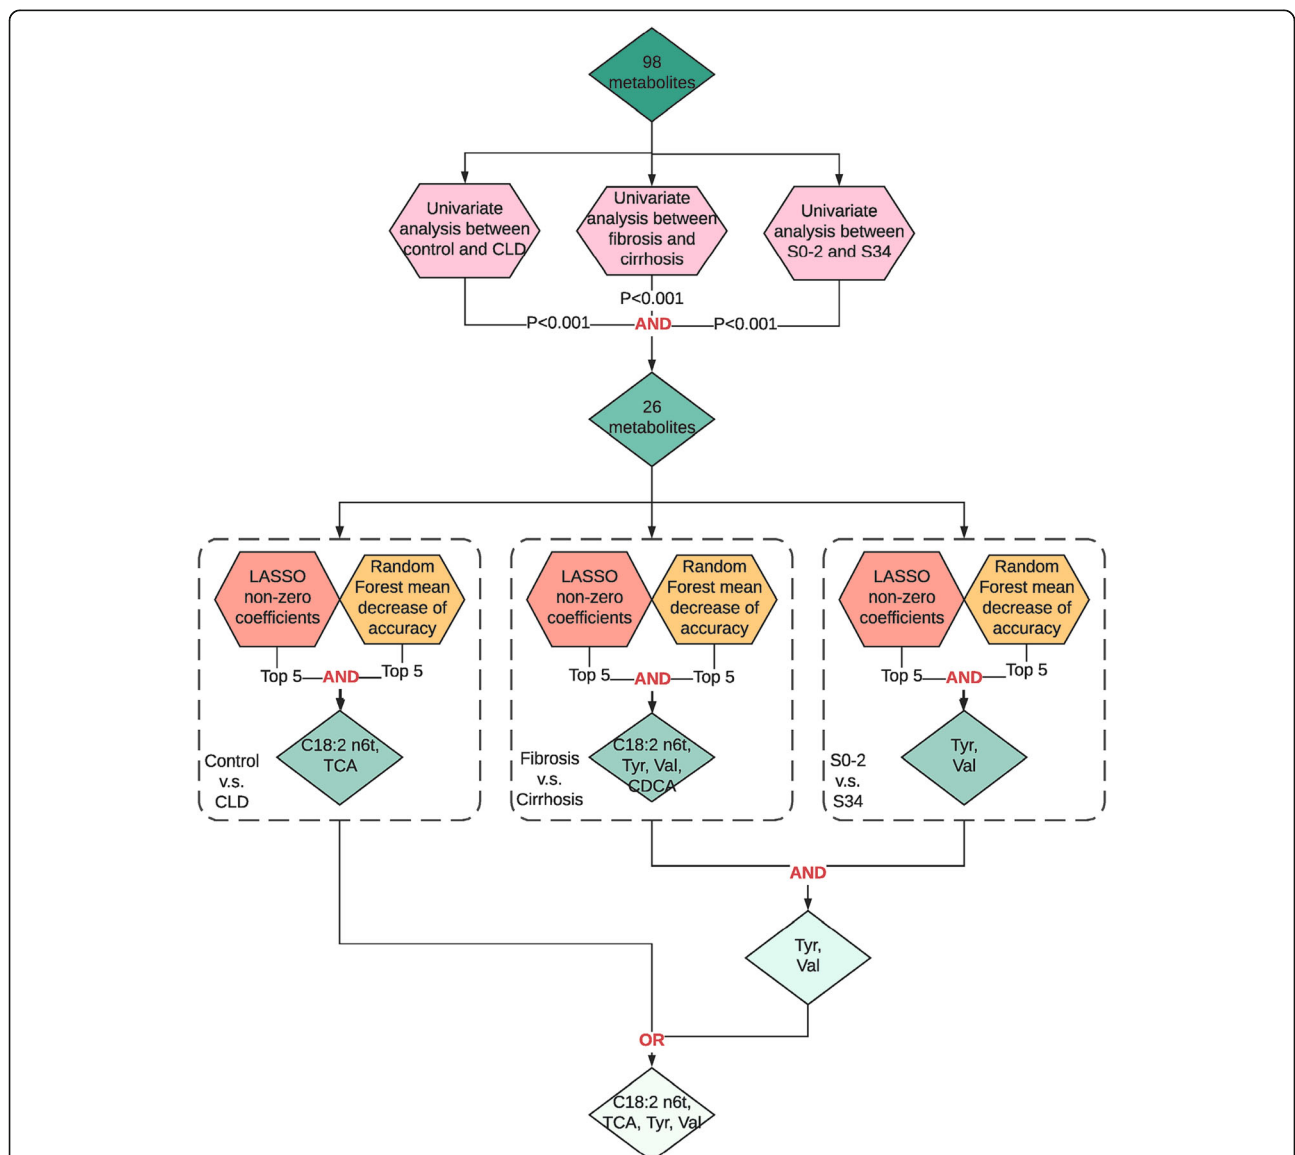 98
metabolites
Univariate
analysis between
control and CLD
Univariate
analysis between
fibrosis and
cirrhosis
Univariate
analysis between
S0-2 and S34
P<0.001
P<0.001
AND
P<0.001
26
metabolites
LASSO
non-zero
coefficients
Random
Forest mean
decrease of
accuracy
Top 5
AND
Top 5
C18:2 n6t,
TCA
Control
v.s.
CLD
LASSO
non-zero
coefficients
Random
Forest mean
decrease of
accuracy
Top 5
AND
Top 5
C18:2 n6t,
Tyr, Val,
CDCA
Fibrosis
v.s.
Cirrhosis
LASSO
non-zero
coefficients
Random
Forest mean
decrease of
accuracy
Top 5
AND
Top 5
Tyr,
Val
S0-2
v.s.
S34
AND
Tyr,
Val
OR
C18:2 n6t,
TCA, Tyr, Val